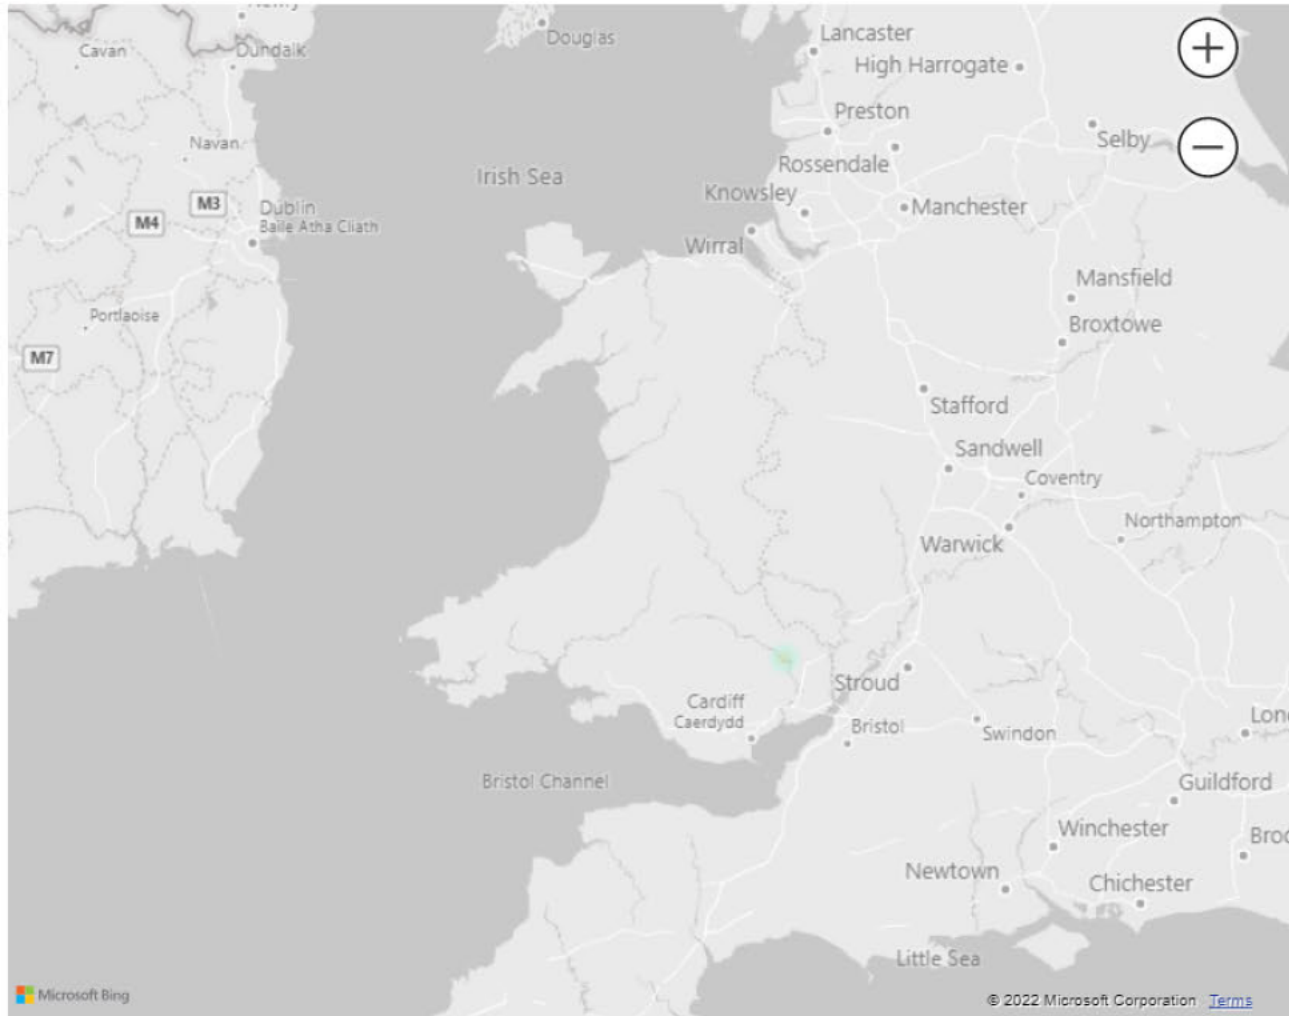 Cavan
Dundalk
Douglas
Lancaster
High Harrogate
Preston
Selby
Navan
Rossendale
Irish Sea
Knowsley
M3
Dublin
Baile Atha Cliath
M4
Manchester
Wirral
Mansfield
Portlaoise
Broxtowe
M7
Stafford
Sandwell
Coventry
Northampton
Warwick
Stroud
Cardiff
Caerdydd
Bristol
Swindon
Bristol Channel
Guildford
Winchester
Newtown
Chichester
Little Sea
Microsoft Bing
© 2022 Microsoft Corporation Terms